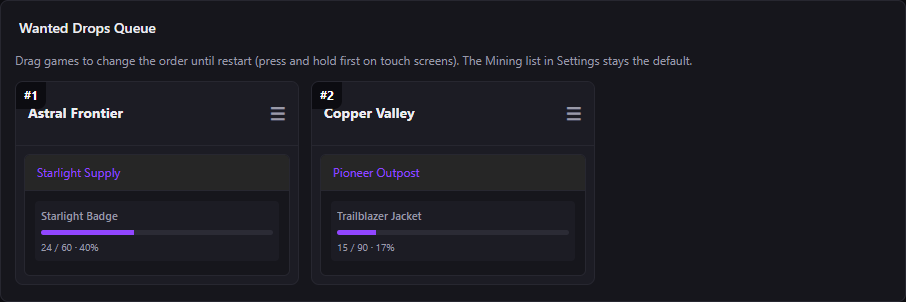 Wanted Drops Queue
Drag games to change the order until restart (press and hold first on touch screens). The Mining list in Settings stays the default.
#1
Astral Frontier
Starlight Supply
Starlight Badge
24 / 60 · 40%
#2
Copper Valley
Pioneer Outpost
Trailblazer Jacket
15 / 90 · 17%